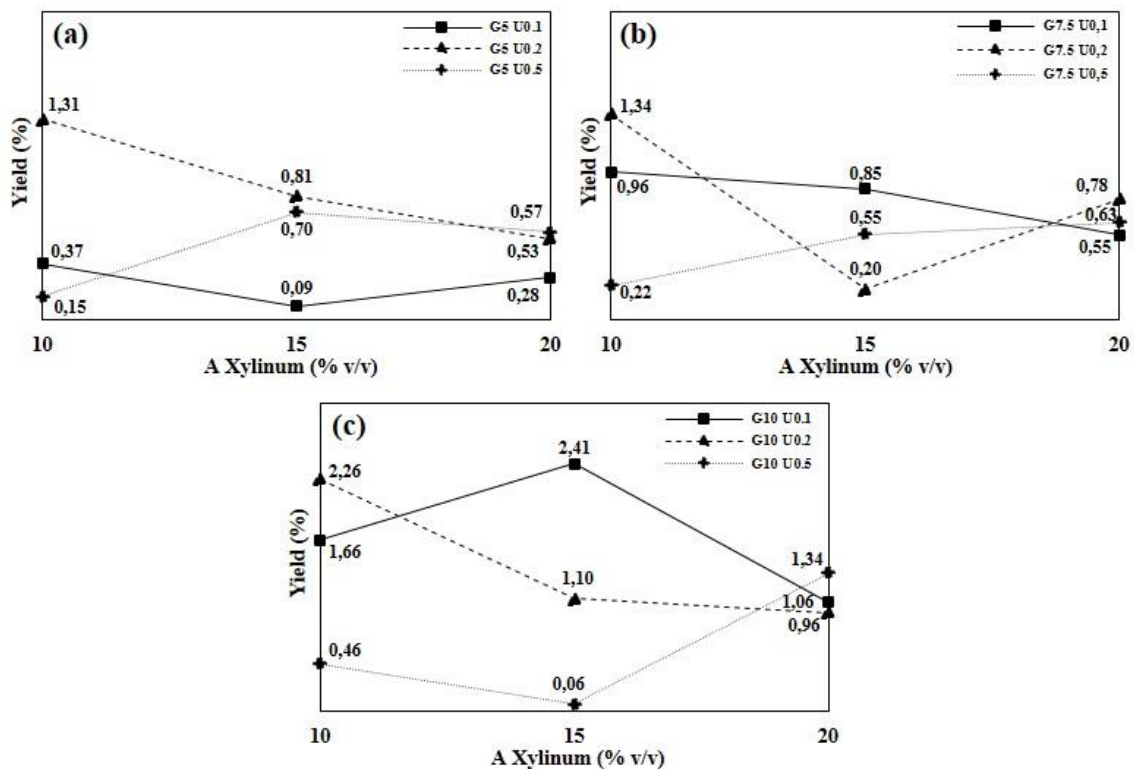 (a)
G5 U0.1
G5 U0.2
G5 U0.5
Yield (%)
1,31
0,81
0,70
0,57
0,53
0,37
0,15
0,09
0,28
10 15 20
A Xylinum (% v/v)
(b)
G7.5 U0,1
G7.5 U0,2
G7.5 U0,5
Yield (%)
1,34
0,96
0,85
0,78
0,63
0,55
0,55
0,20
0,22
10 15 20
A Xylinum (% v/v)
(c)
G10 U0.1
G10 U0.2
G10 U0.5
Yield (%)
2,26
2,41
1,66
1,10
1,34
1,06
0,96
0,46
0,06
10 15 20
A Xylinum (% v/v)